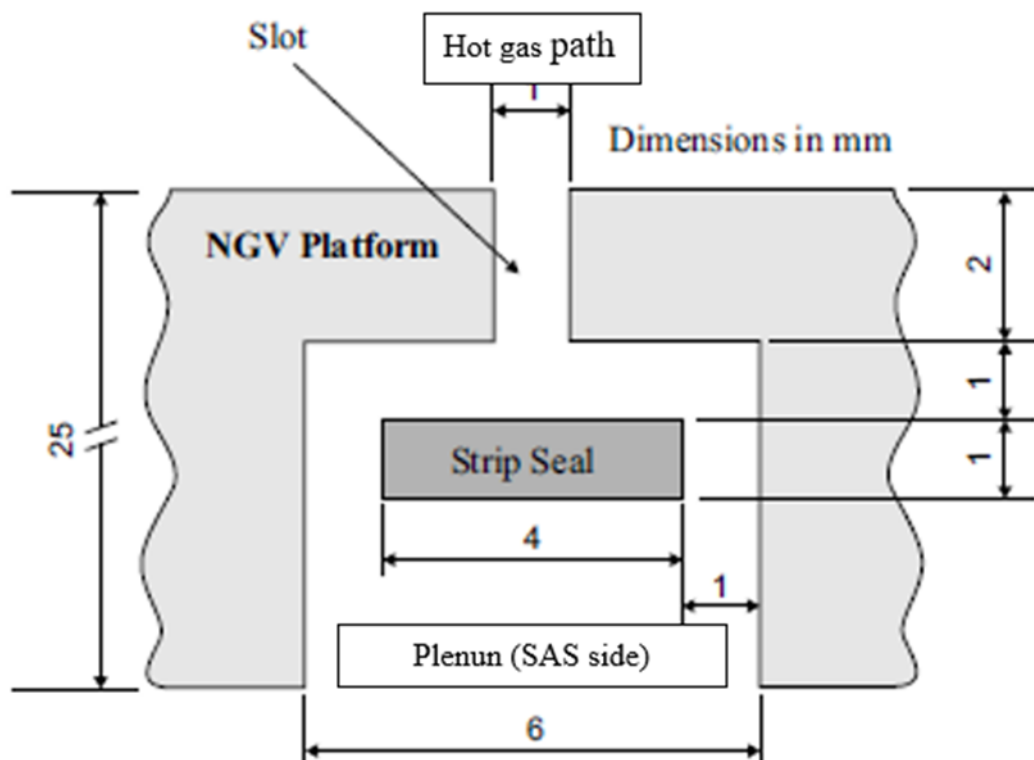 Slot
Hot gas path
1
Dimensions in mm
NGV Platform
2
1
25
Strip Seal
1
4
1
Plenun (SAS side)
6